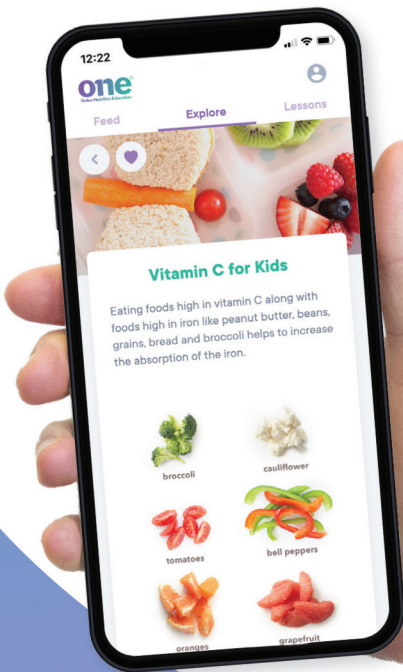 12:22
one
Online Nutrition Education
Feed Explore Lessons
Vitamin C for Kids
Eating foods high in vitamin C along with
foods high in iron like peanut butter, beans,
grains, bread and broccoli helps to increase
the absorption of the iron.
broccoli cauliflower
tomatoes bell peppers
oranges grapefruit